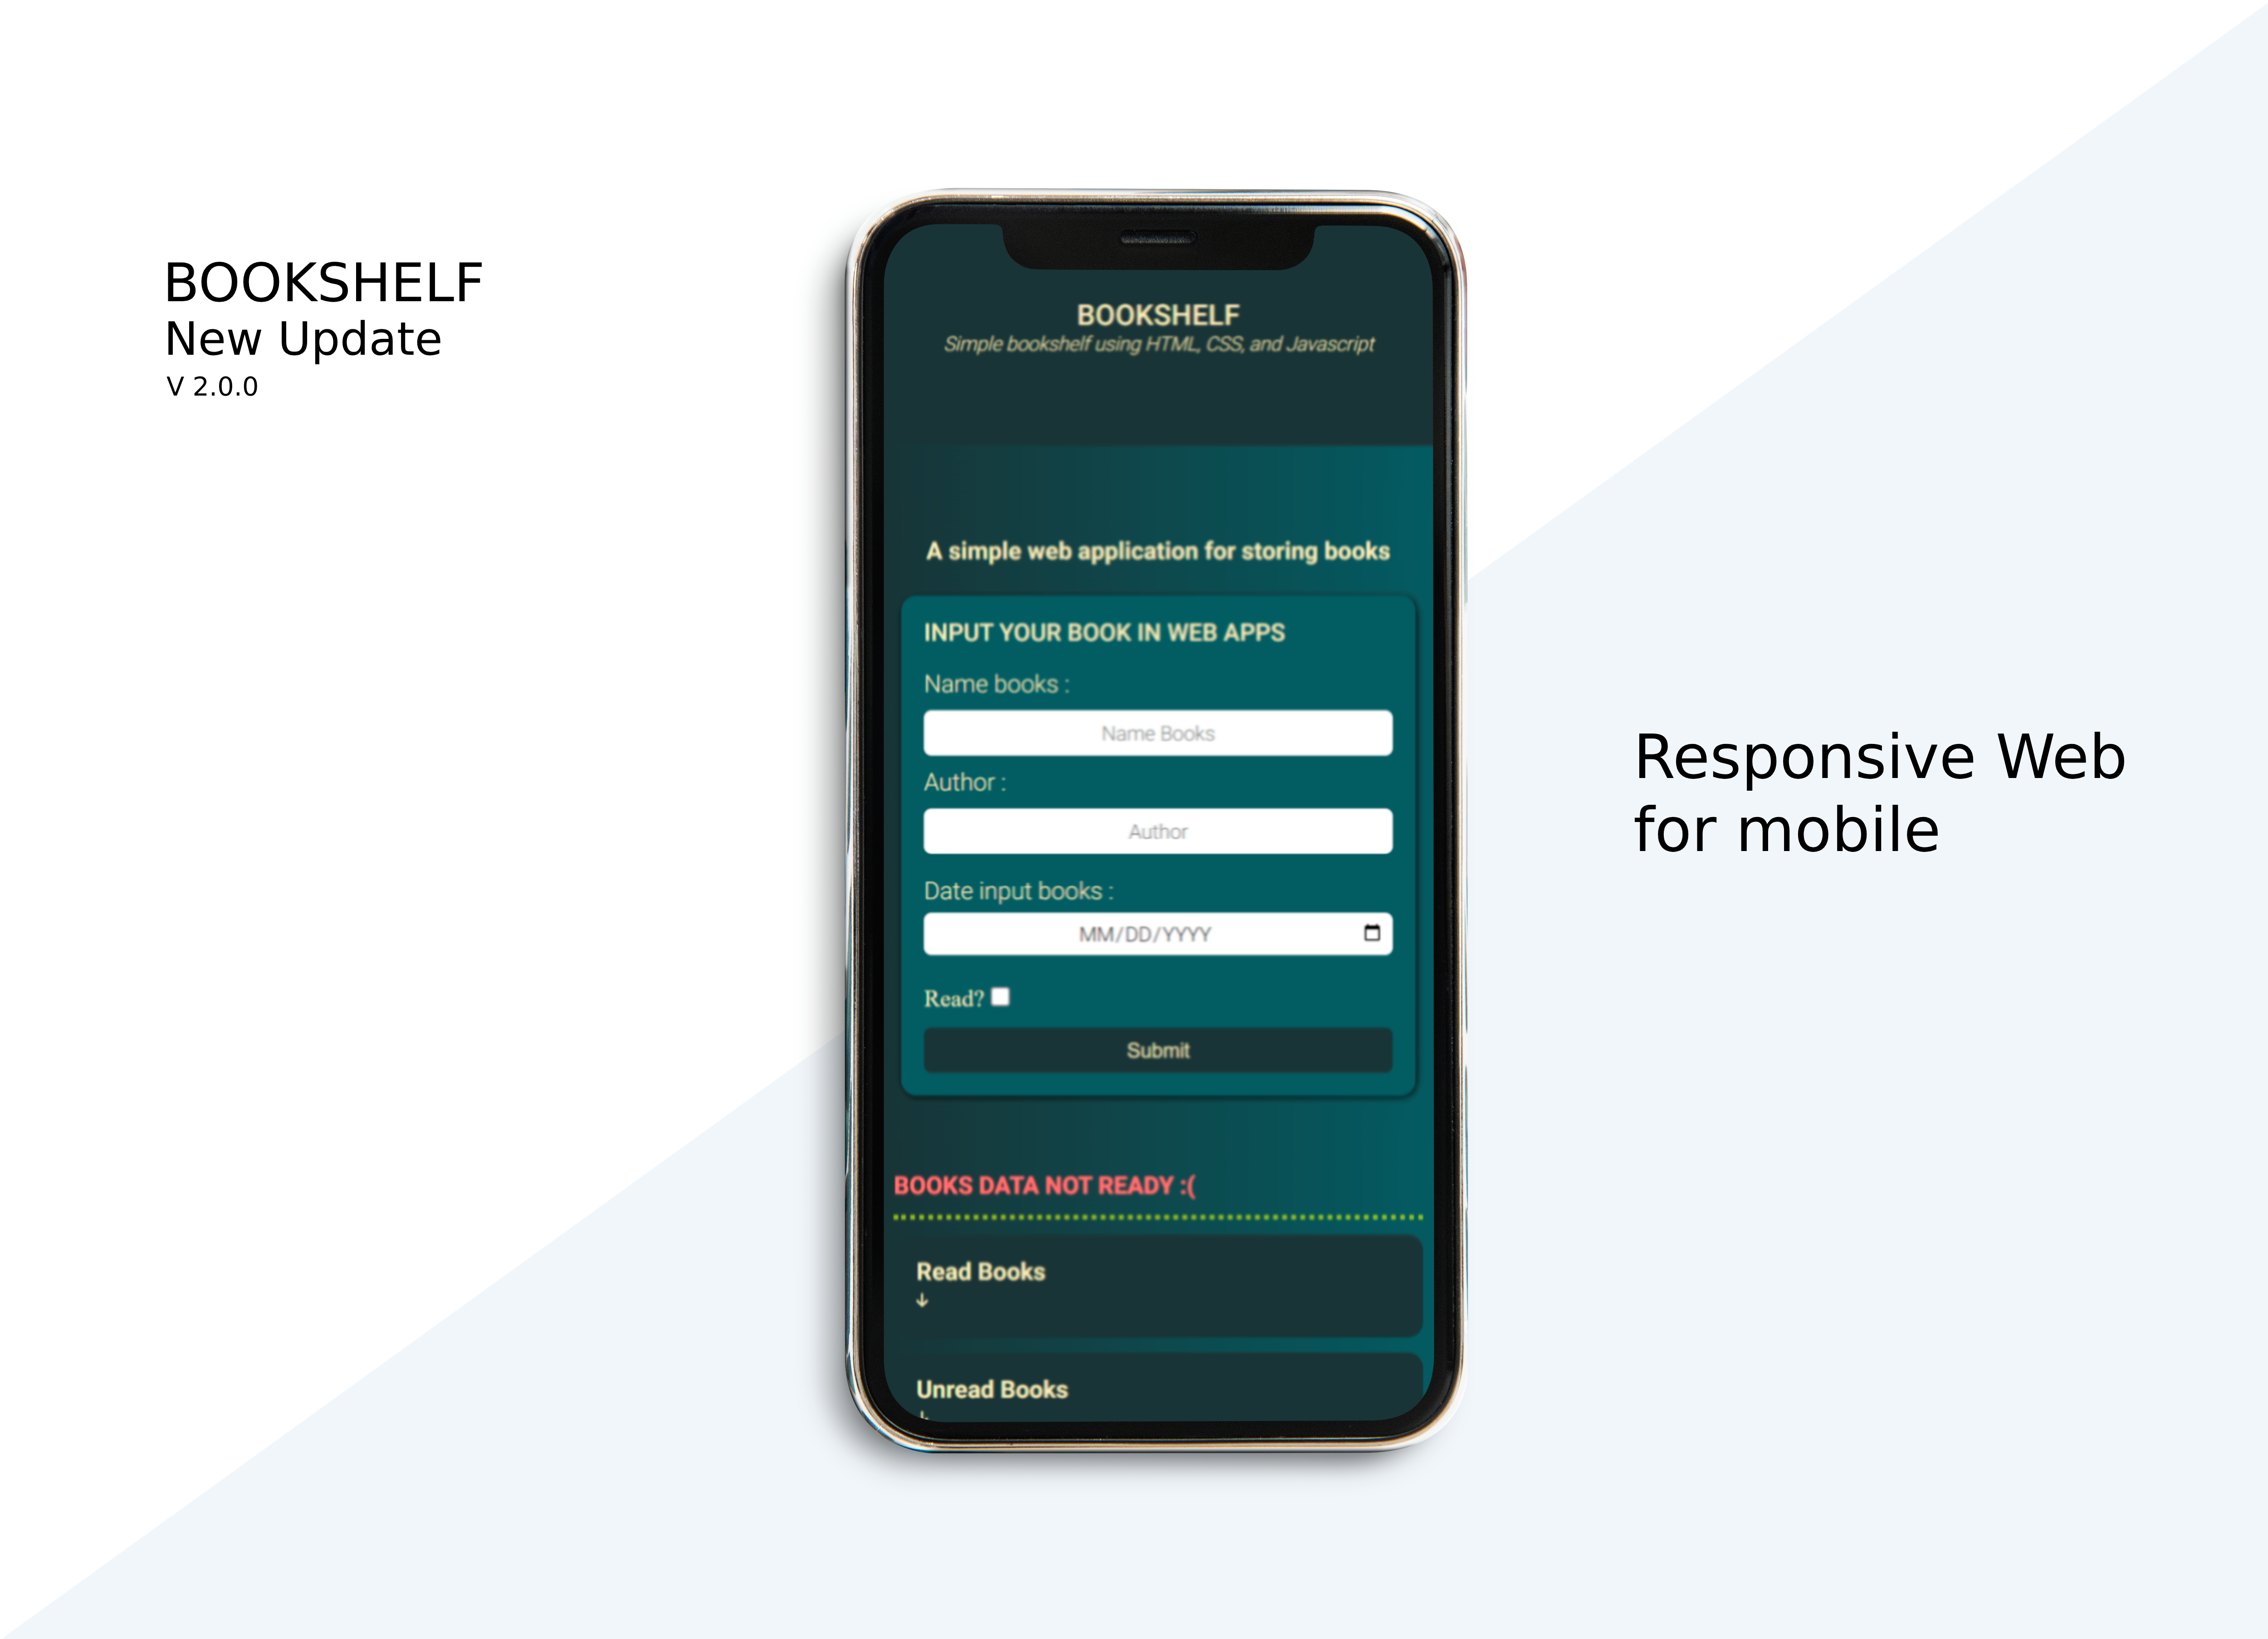 BOOKSHELF
New Update
V 2.0.0
BOOKSHELF
Simple bookshelf using HTML, CSS, and Javascript
A simple web application for storing books
INPUT YOUR BOOK IN WEB APPS
Name books :
Name Books
Author :
Author
Date input books :
MM/DD/YYYY
Read?
Submit
BOOKS DATA NOT READY :(
Read Books
↓
Unread Books
Responsive Web
for mobile